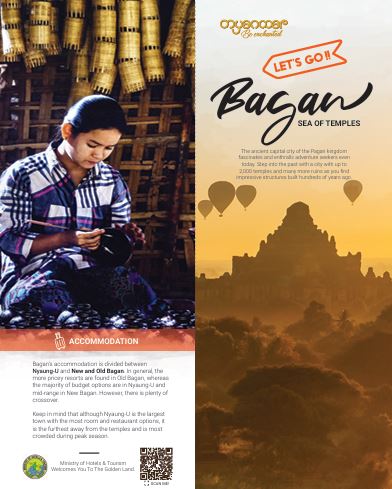 ACCOMMODATION
Bagan's accommodation is divided between
Nyaung-U and New and Old Bagan. In general, the
more pricey resorts are found in Old Bagan, whereas
the majority of budget options are in Nyaung-U and
mid-range in New Bagan. However, there is plenty of
crossover.
Keep in mind that although Nyaung-U is the largest
town with the most room and restaurant options, it
is the furthest away from the temples and is most
crowded during peak season.
Ministry of Hotels & Tourism
Welcomes You To The Golden Land.
SCAN ME!
myanmar
Be enchanted
LET'S GO !!
Bagan
SEA OF TEMPLES
The ancient capital city of the Pagan kingdom
fascinates and enthralls adventure seekers even
today. Step into the past with a city with up to
2,000 temples and many more ruins as you find
impressive structures built hundreds of years ago.